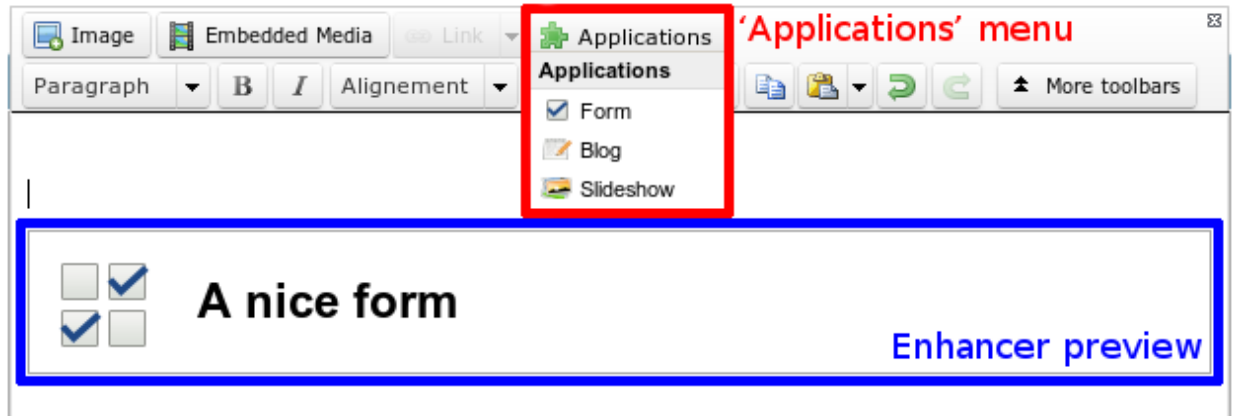 Image Embedded Media Link Applications 'Applications' menu
Paragraph B I Alignement Applications More toolbars
Form
Blog
Slideshow
A nice form
Enhancer preview